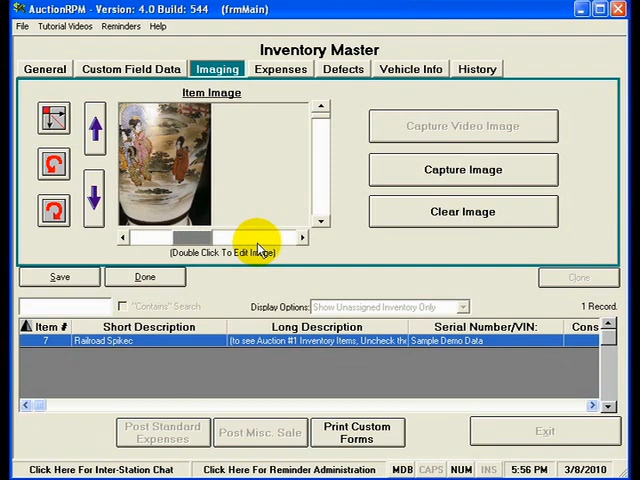 AuctionRPM - Version: 4.0 Build: 544 (frmMain)
File Tutorial Videos Reminders Help
Inventory Master
General Custom Field Data Imaging Expenses Defects Vehicle Info History
Item Image
Capture Video Image
Capture Image
Clear Image
(Double Click To Edit Image)
Save Done Clone
"Contains" Search Display Options: Show Unassigned Inventory Only 1 Record.
Item # Short Description Long Description Serial Number/VIN: Cons
7 Railroad Spikec (to see Auction #1 Inventory Items, Uncheck the Sample Demo Data
Post Standard Expenses Post Misc. Sale Print Custom Forms Exit
Click Here For Inter-Station Chat Click Here For Reminder Administration MDB CAPS NUM INS 5:56 PM 3/8/2010